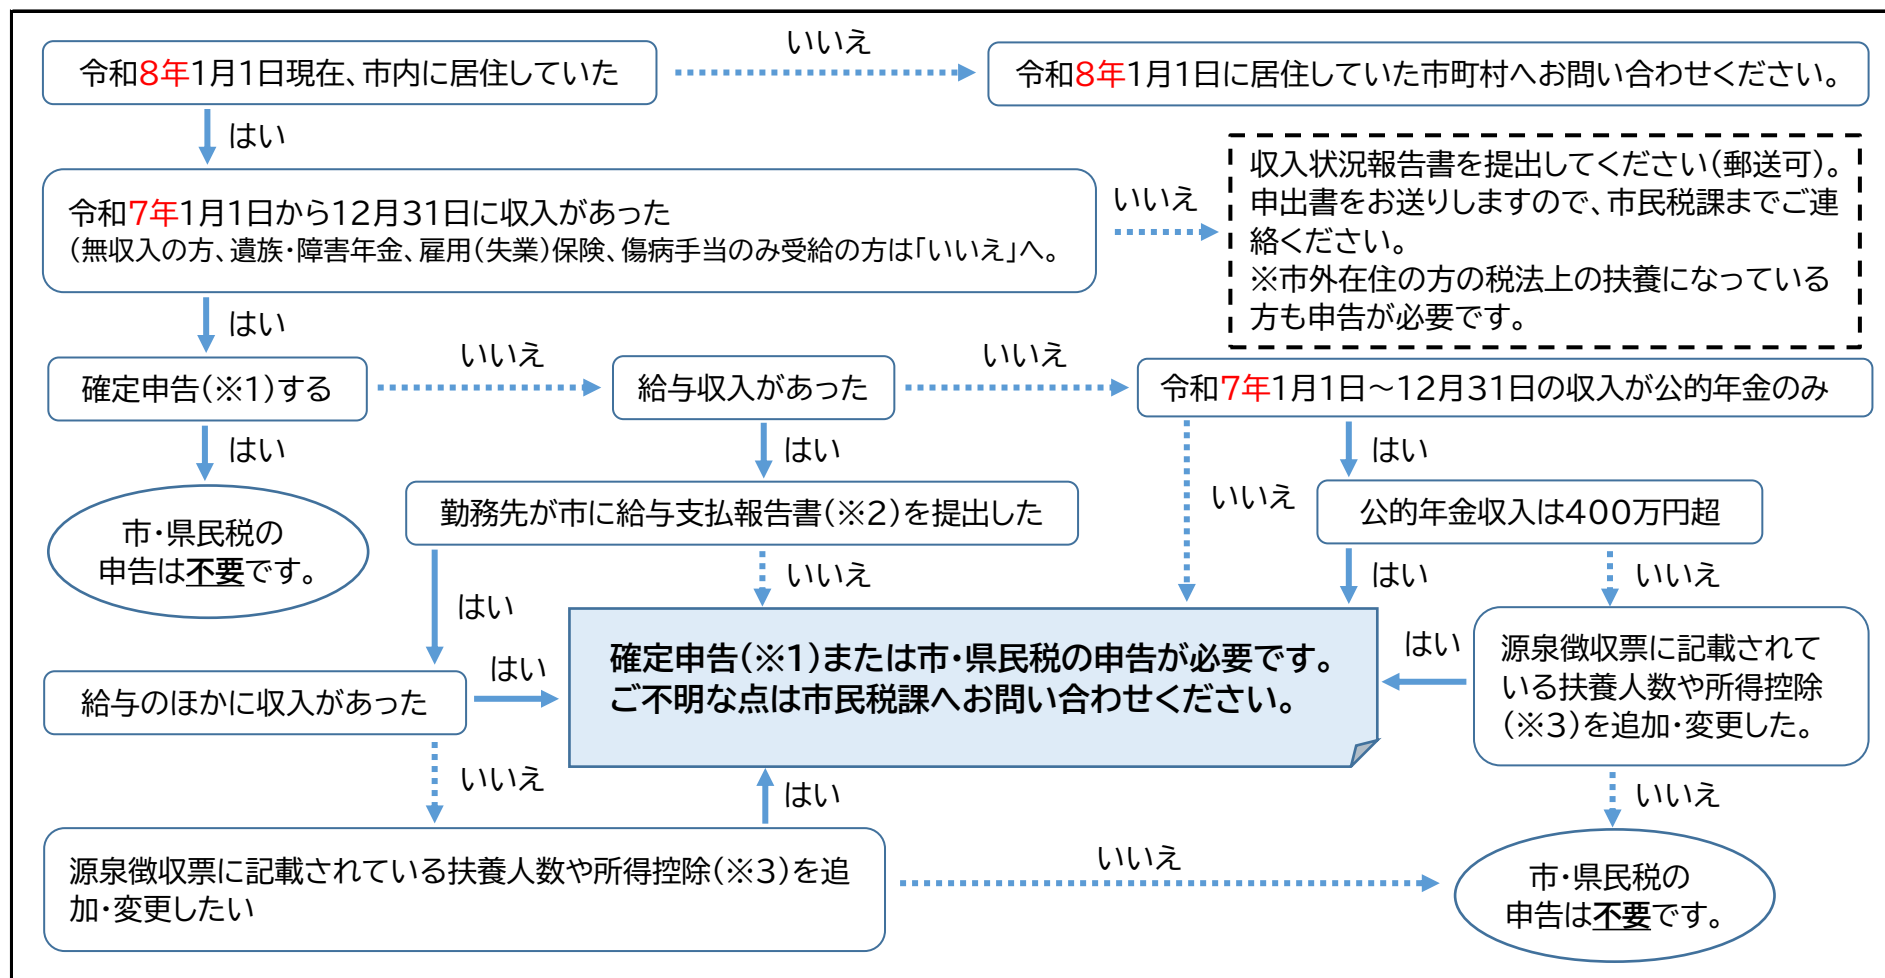 令和8年1月1日現在、市内に居住していた
いいえ
令和8年1月1日に居住していた市町村へお問い合わせください。
はい
令和7年1月1日から12月31日に収入があった
(無収入の方、遺族・障害年金、雇用(失業)保険、傷病手当のみ受給の方は「いいえ」へ。
いいえ
収入状況報告書を提出してください(郵送可)。
申出書をお送りしますので、市民税課までご連
絡ください。
※市外在住の方の税法上の扶養になっている
方も申告が必要です。
はい
確定申告(※1)する
いいえ
給与収入があった
いいえ
令和7年1月1日～12月31日の収入が公的年金のみ
はい
はい
いいえ
はい
市・県民税の
申告は不要です。
勤務先が市に給与支払報告書(※2)を提出した
公的年金収入は400万円超
はい
いいえ
はい
いいえ
給与のほかに収入があった
はい
確定申告(※1)または市・県民税の申告が必要です。
ご不明な点は市民税課へお問い合わせください。
はい
源泉徴収票に記載されて
いる扶養人数や所得控除
(※3)を追加・変更した。
いいえ
はい
いいえ
源泉徴収票に記載されている扶養人数や所得控除(※3)を追
加・変更したい
いいえ
市・県民税の
申告は不要です。